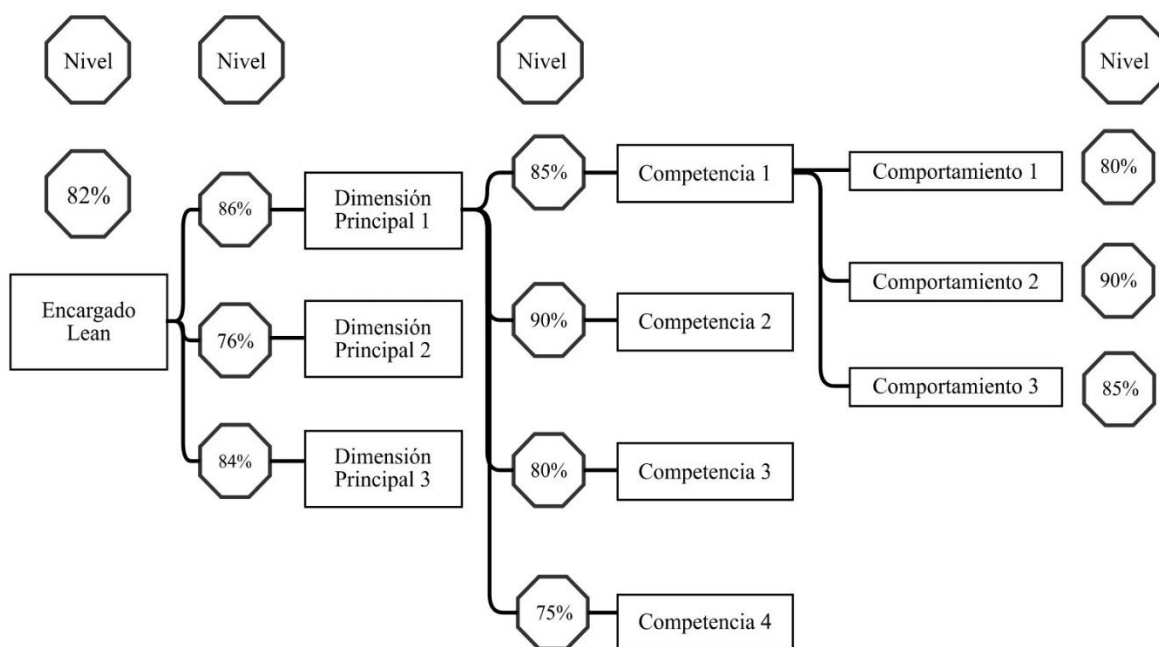 Nivel
Nivel
Nivel
Nivel
82%
Encargado
Lean
86%
Dimensión
Principal 1
76%
Dimensión
Principal 2
84%
Dimensión
Principal 3
85%
Competencia 1
90%
Competencia 2
80%
Competencia 3
75%
Competencia 4
Comportamiento 1
80%
Comportamiento 2
90%
Comportamiento 3
85%